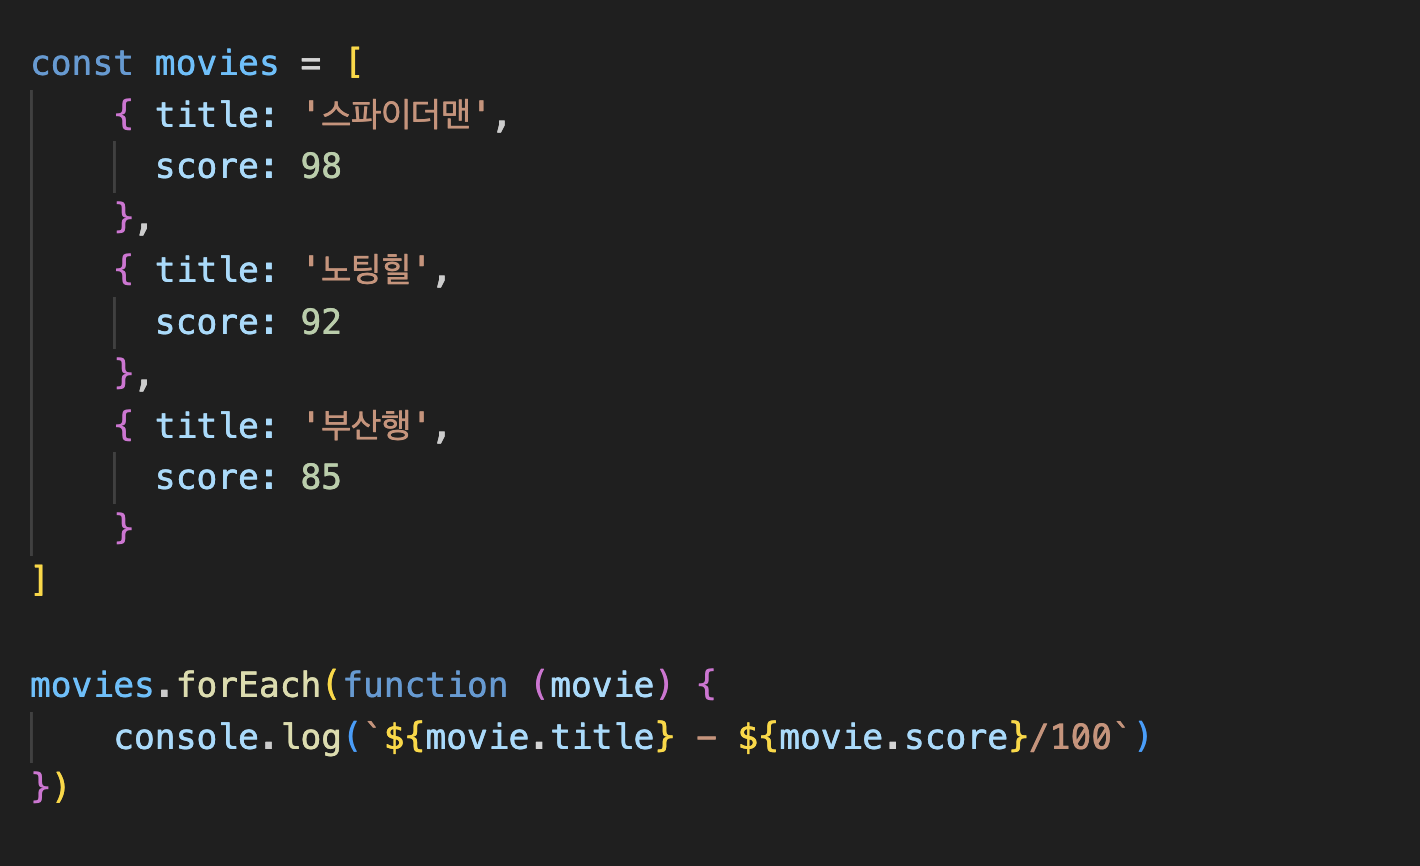 const movies = [
    { title: '스파이더맨',
      score: 98
    },
    { title: '노팅힐',
      score: 92
    },
    { title: '부산행',
      score: 85
    }
]

movies.forEach(function (movie) {
    console.log(`${movie.title} - ${movie.score}/100`)
})